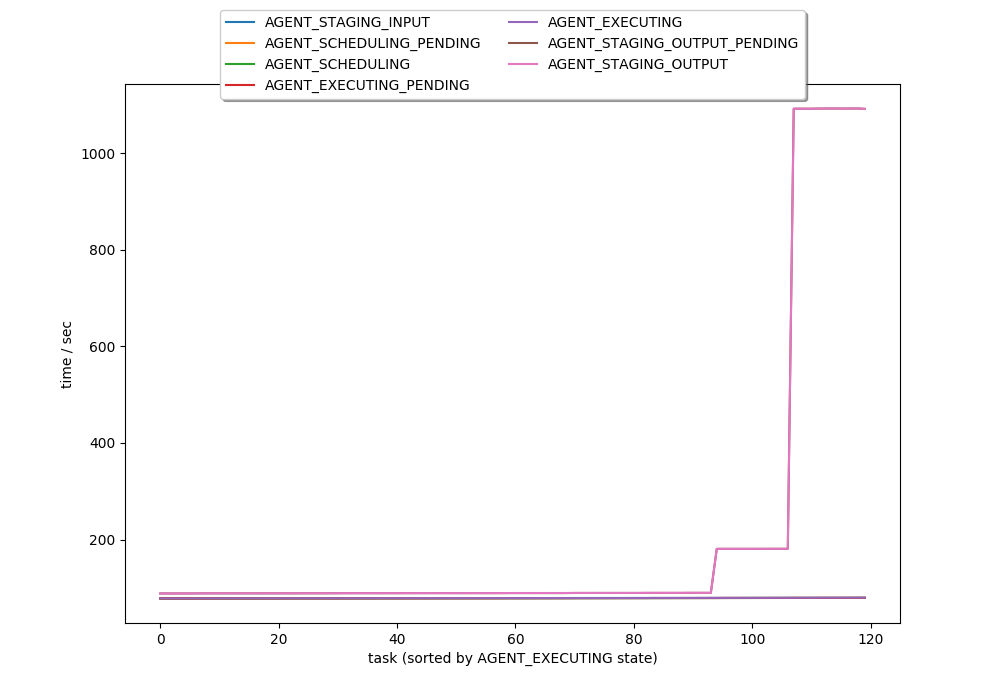 AGENT_STAGING_INPUT
AGENT_SCHEDULING_PENDING
AGENT_SCHEDULING
AGENT_EXECUTING_PENDING
AGENT_EXECUTING
AGENT_STAGING_OUTPUT_PENDING
AGENT_STAGING_OUTPUT
1000
800
600
400
200
time / sec
0 20 40 60 80 100 120
task (sorted by AGENT_EXECUTING state)